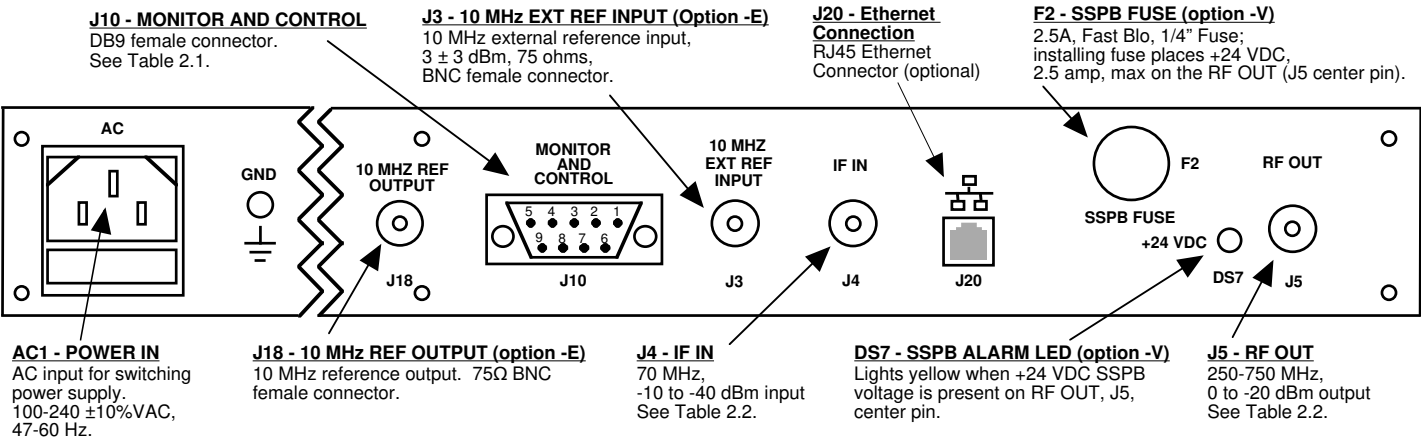 J10 - MONITOR AND CONTROL
DB9 female connector.
See Table 2.1.
J3 - 10 MHz EXT REF INPUT (Option -E)
10 MHz external reference input,
3 ± 3 dBm, 75 ohms,
BNC female connector.
J20 - Ethernet
Connection
RJ45 Ethernet
Connector (optional)
F2 - SSPB FUSE (option -V)
2.5A, Fast Blo, 1/4” Fuse;
installing fuse places +24 VDC,
2.5 amp, max on the RF OUT (J5 center pin).
AC
GND
10 MHZ REF
OUTPUT
J18
MONITOR
AND
CONTROL
5 4 3 2 1
9 8 7 6
J10
10 MHZ
EXT REF
INPUT
J3
IF IN
J4
J20
F2
SSPB FUSE
+24 VDC
DS7
RF OUT
J5
AC1 - POWER IN
AC input for switching
power supply.
100-240 ±10%VAC,
47-60 Hz.
J18 - 10 MHz REF OUTPUT (option -E)
10 MHz reference output. 75Ω BNC
female connector.
J4 - IF IN
70 MHz,
-10 to -40 dBm input
See Table 2.2.
DS7 - SSPB ALARM LED (option -V)
Lights yellow when +24 VDC SSPB
voltage is present on RF OUT, J5,
center pin.
J5 - RF OUT
250-750 MHz,
0 to -20 dBm output
See Table 2.2.